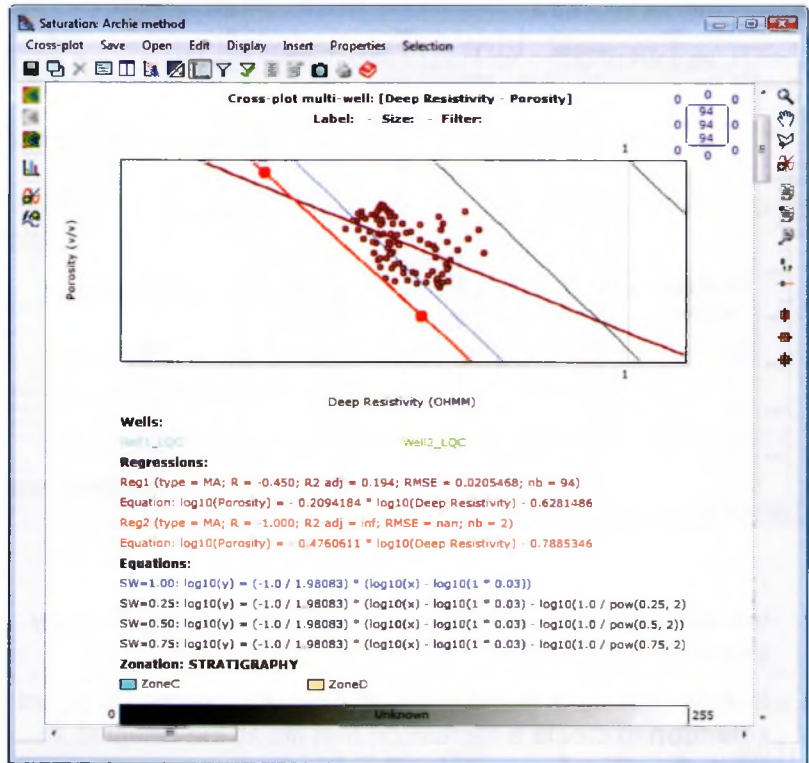 Saturation: Archie method
Cross-plot Save Open Edit Display Insert Properties Selection
Cross-plot multi-well: [Deep Resistivity - Porosity]
Label: - Size: - Filter:
0 0 0
0 94 0
94
94
0 0 0
1
Porosity (v/v)
1
Deep Resistivity (OHMM)
Wells:
Well1_LQC Well2_LQC
Regressions:
Reg1 (type = MA; R = -0.450; R2 adj = 0.194; RMSE = 0.0205468; nb = 94)
Equation: log10(Porosity) = - 0.2094184 * log10(Deep Resistivity) - 0.6281486
Reg2 (type = MA; R = -1.000; R2 adj = inf; RMSE = nan; nb = 2)
Equation: log10(Porosity) = - 0.4760611 * log10(Deep Resistivity) - 0.7885346
Equations:
SW=1.00: log10(y) = (-1.0 / 1.98083) * (log10(x) - log10(1 * 0.03))
SW=0.25: log10(y) = (-1.0 / 1.98083) * (log10(x) - log10(1 * 0.03) - log10(1.0 / pow(0.25, 2)
SW=0.50: log10(y) = (-1.0 / 1.98083) * (log10(x) - log10(1 * 0.03) - log10(1.0 / pow(0.5, 2))
SW=0.75: log10(y) = (-1.0 / 1.98083) * (log10(x) - log10(1 * 0.03) - log10(1.0 / pow(0.75, 2)
Zonation: STRATIGRAPHY
ZoneC ZoneD
0 Unknown 255